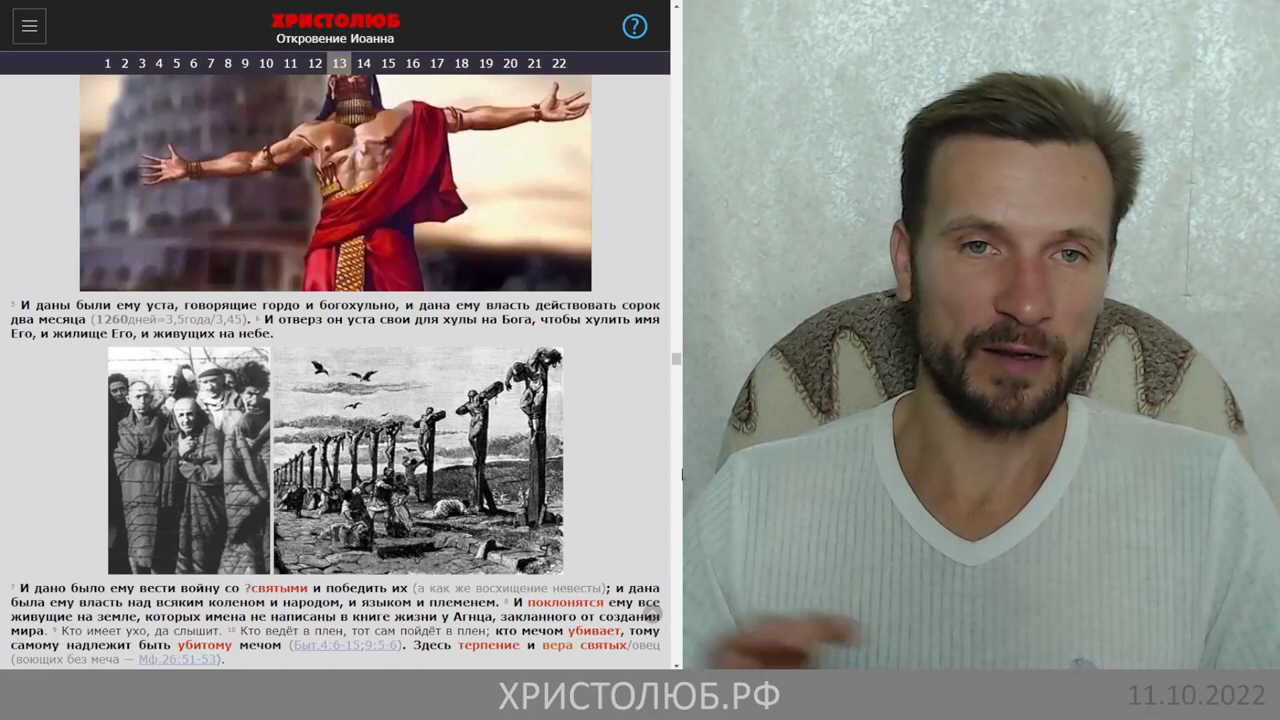 ХРИСТОЛЮБ
Откровение Иоанна
?
1 2 3 4 5 6 7 8 9 10 11 12 13 14 15 16 17 18 19 20 21 22
5 И даны были ему уста, говорящие гордо и богохульно, и дана ему власть действовать сорок
два месяца (1260дней=3,5года/3,45). 6 И отверз он уста свои для хулы на Бога, чтобы хулить имя
Его, и жилище Его, и живущих на небе.
7 И дано было ему вести войну со ?святыми и победить их (а как же восхищение невесты); и дана
была ему власть над всяким коленом и народом, и языком и племенем. 8 И поклонятся ему все
живущие на земле, которых имена не написаны в книге жизни у Агнца, закланного от создания
мира. 9 Кто имеет ухо, да слышит. 10 Кто ведёт в плен, тот сам пойдёт в плен; кто мечом убивает, тому
самому надлежит быть убитому мечом (Быт.4:6-15;9:5-6). Здесь терпение и вера святых/овец
(воющих без меча — Мф.26:51-53).
ХРИСТОЛЮБ.РФ
11.10.2022